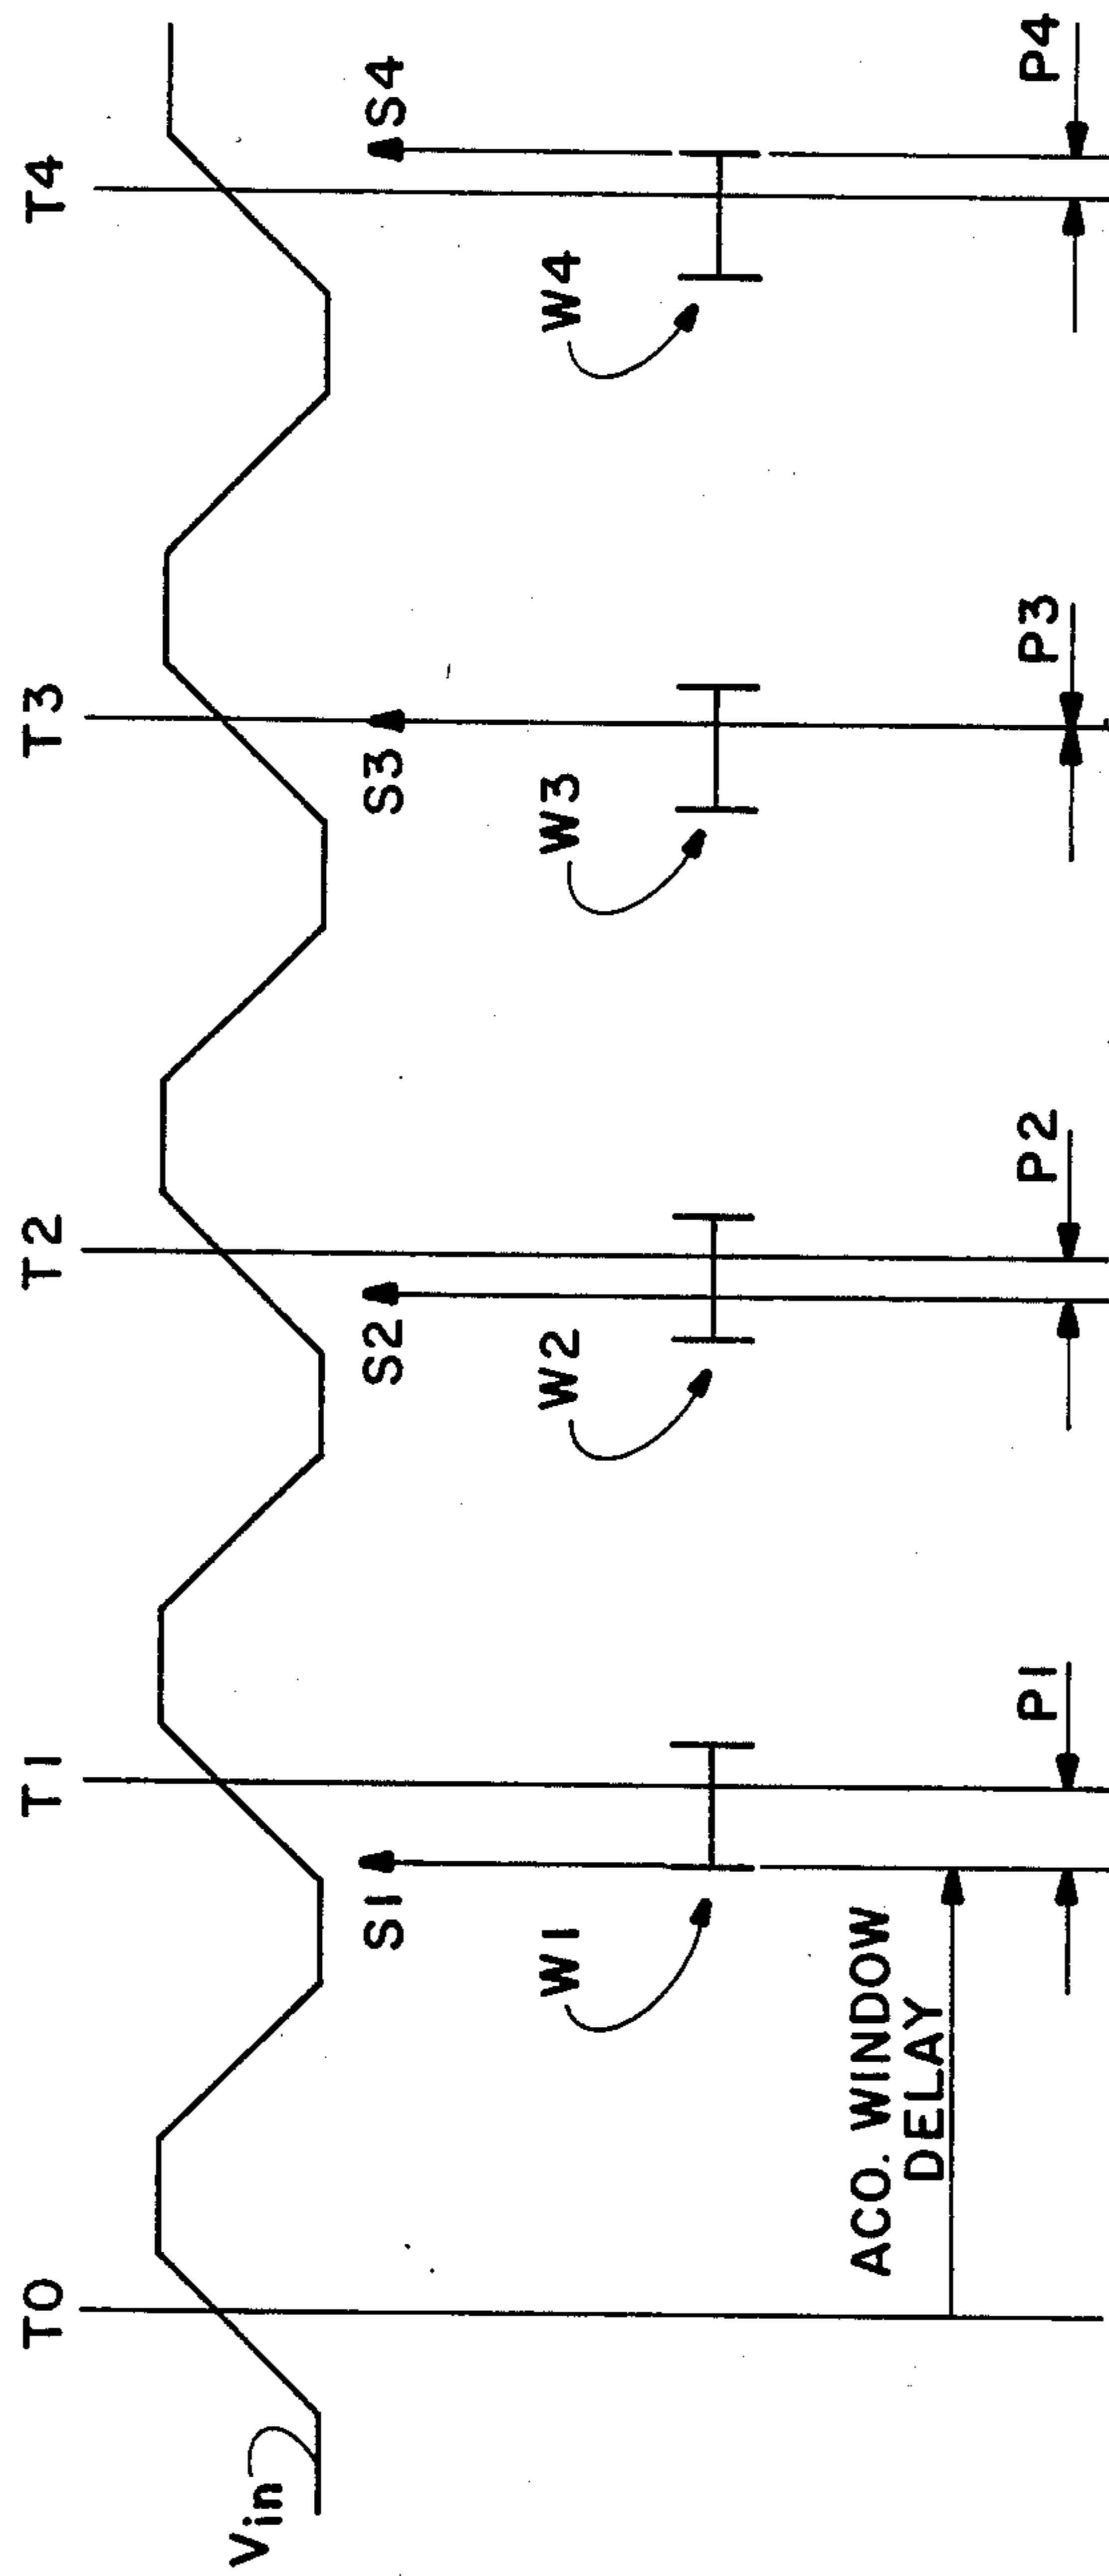 T0
T1
T2
T3
T4
Vin
S1
S2
S3
S4
W1
W2
W3
W4
ACO. WINDOW
DELAY
P1
P2
P3
P4